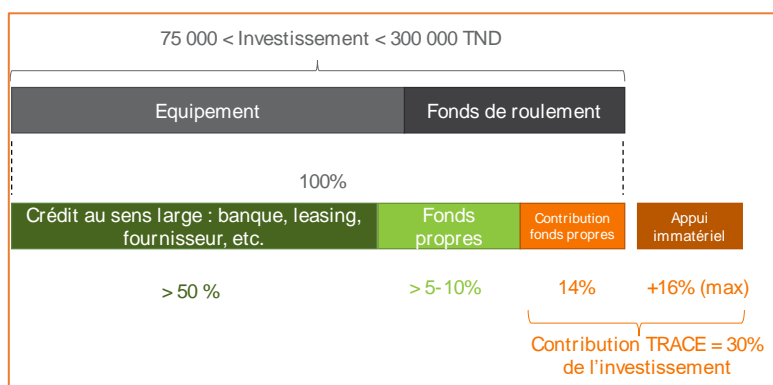 75 000 < Investissement < 300 000 TND
Equipement
Fonds de roulement
100%
Crédit au sens large : banque, leasing,
fournisseur, etc.
Fonds
propres
Contribution
fonds propres
Appui
immatériel
> 50 %
> 5-10%
14%
+16% (max)
Contribution TRACE = 30%
de l'investissement